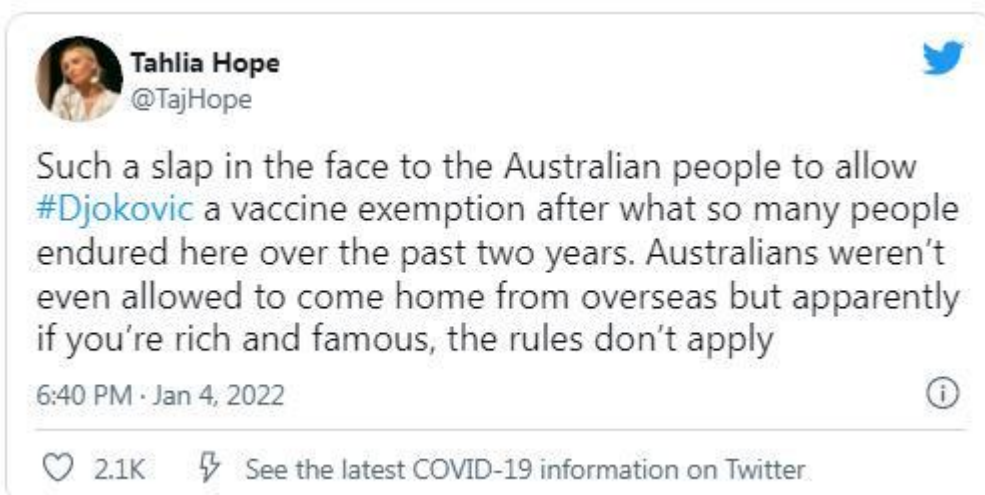 Tahlia Hope
@TajHope
Such a slap in the face to the Australian people to allow
#Djokovic a vaccine exemption after what so many people
endured here over the past two years. Australians weren't
even allowed to come home from overseas but apparently
if you're rich and famous, the rules don't apply
6:40 PM · Jan 4, 2022
2.1K See the latest COVID-19 information on Twitter